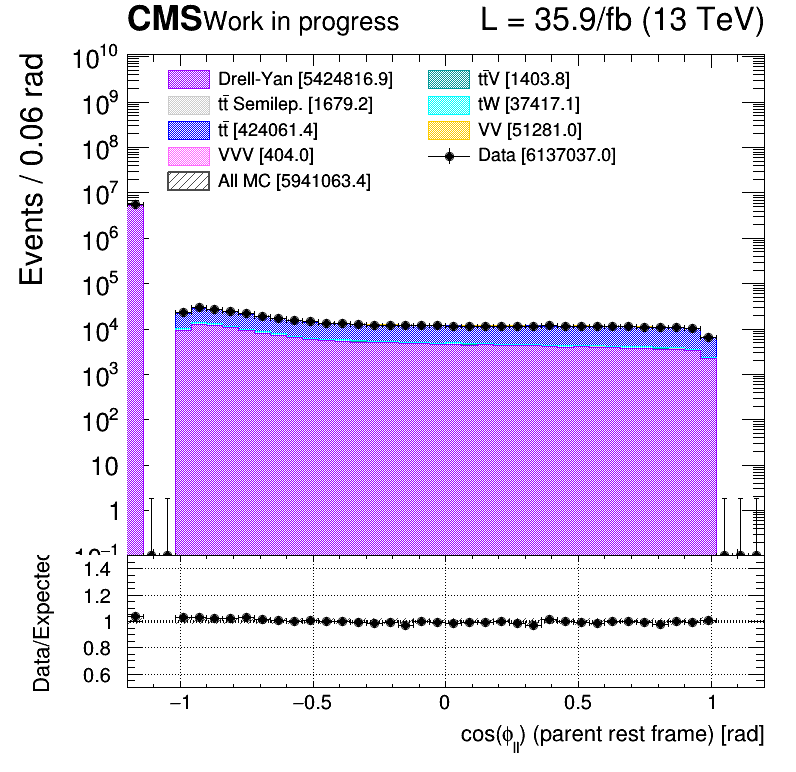 CMS Work in progress L = 35.9/fb (13 TeV)
Events / 0.06 rad
10^10
10^9
10^8
10^7
10^6
10^5
10^4
10^3
10^2
10
1
10^−1
Drell-Yan [5424816.9]
tt̄ Semilep. [1679.2]
tt̄ [424061.4]
VVV [404.0]
All MC [5941063.4]
tt̄V [1403.8]
tW [37417.1]
VV [51281.0]
Data [6137037.0]
Data/Expected
1.4
1.2
1
0.8
0.6
−1 −0.5 0 0.5 1
cos(ϕ_ll) (parent rest frame) [rad]